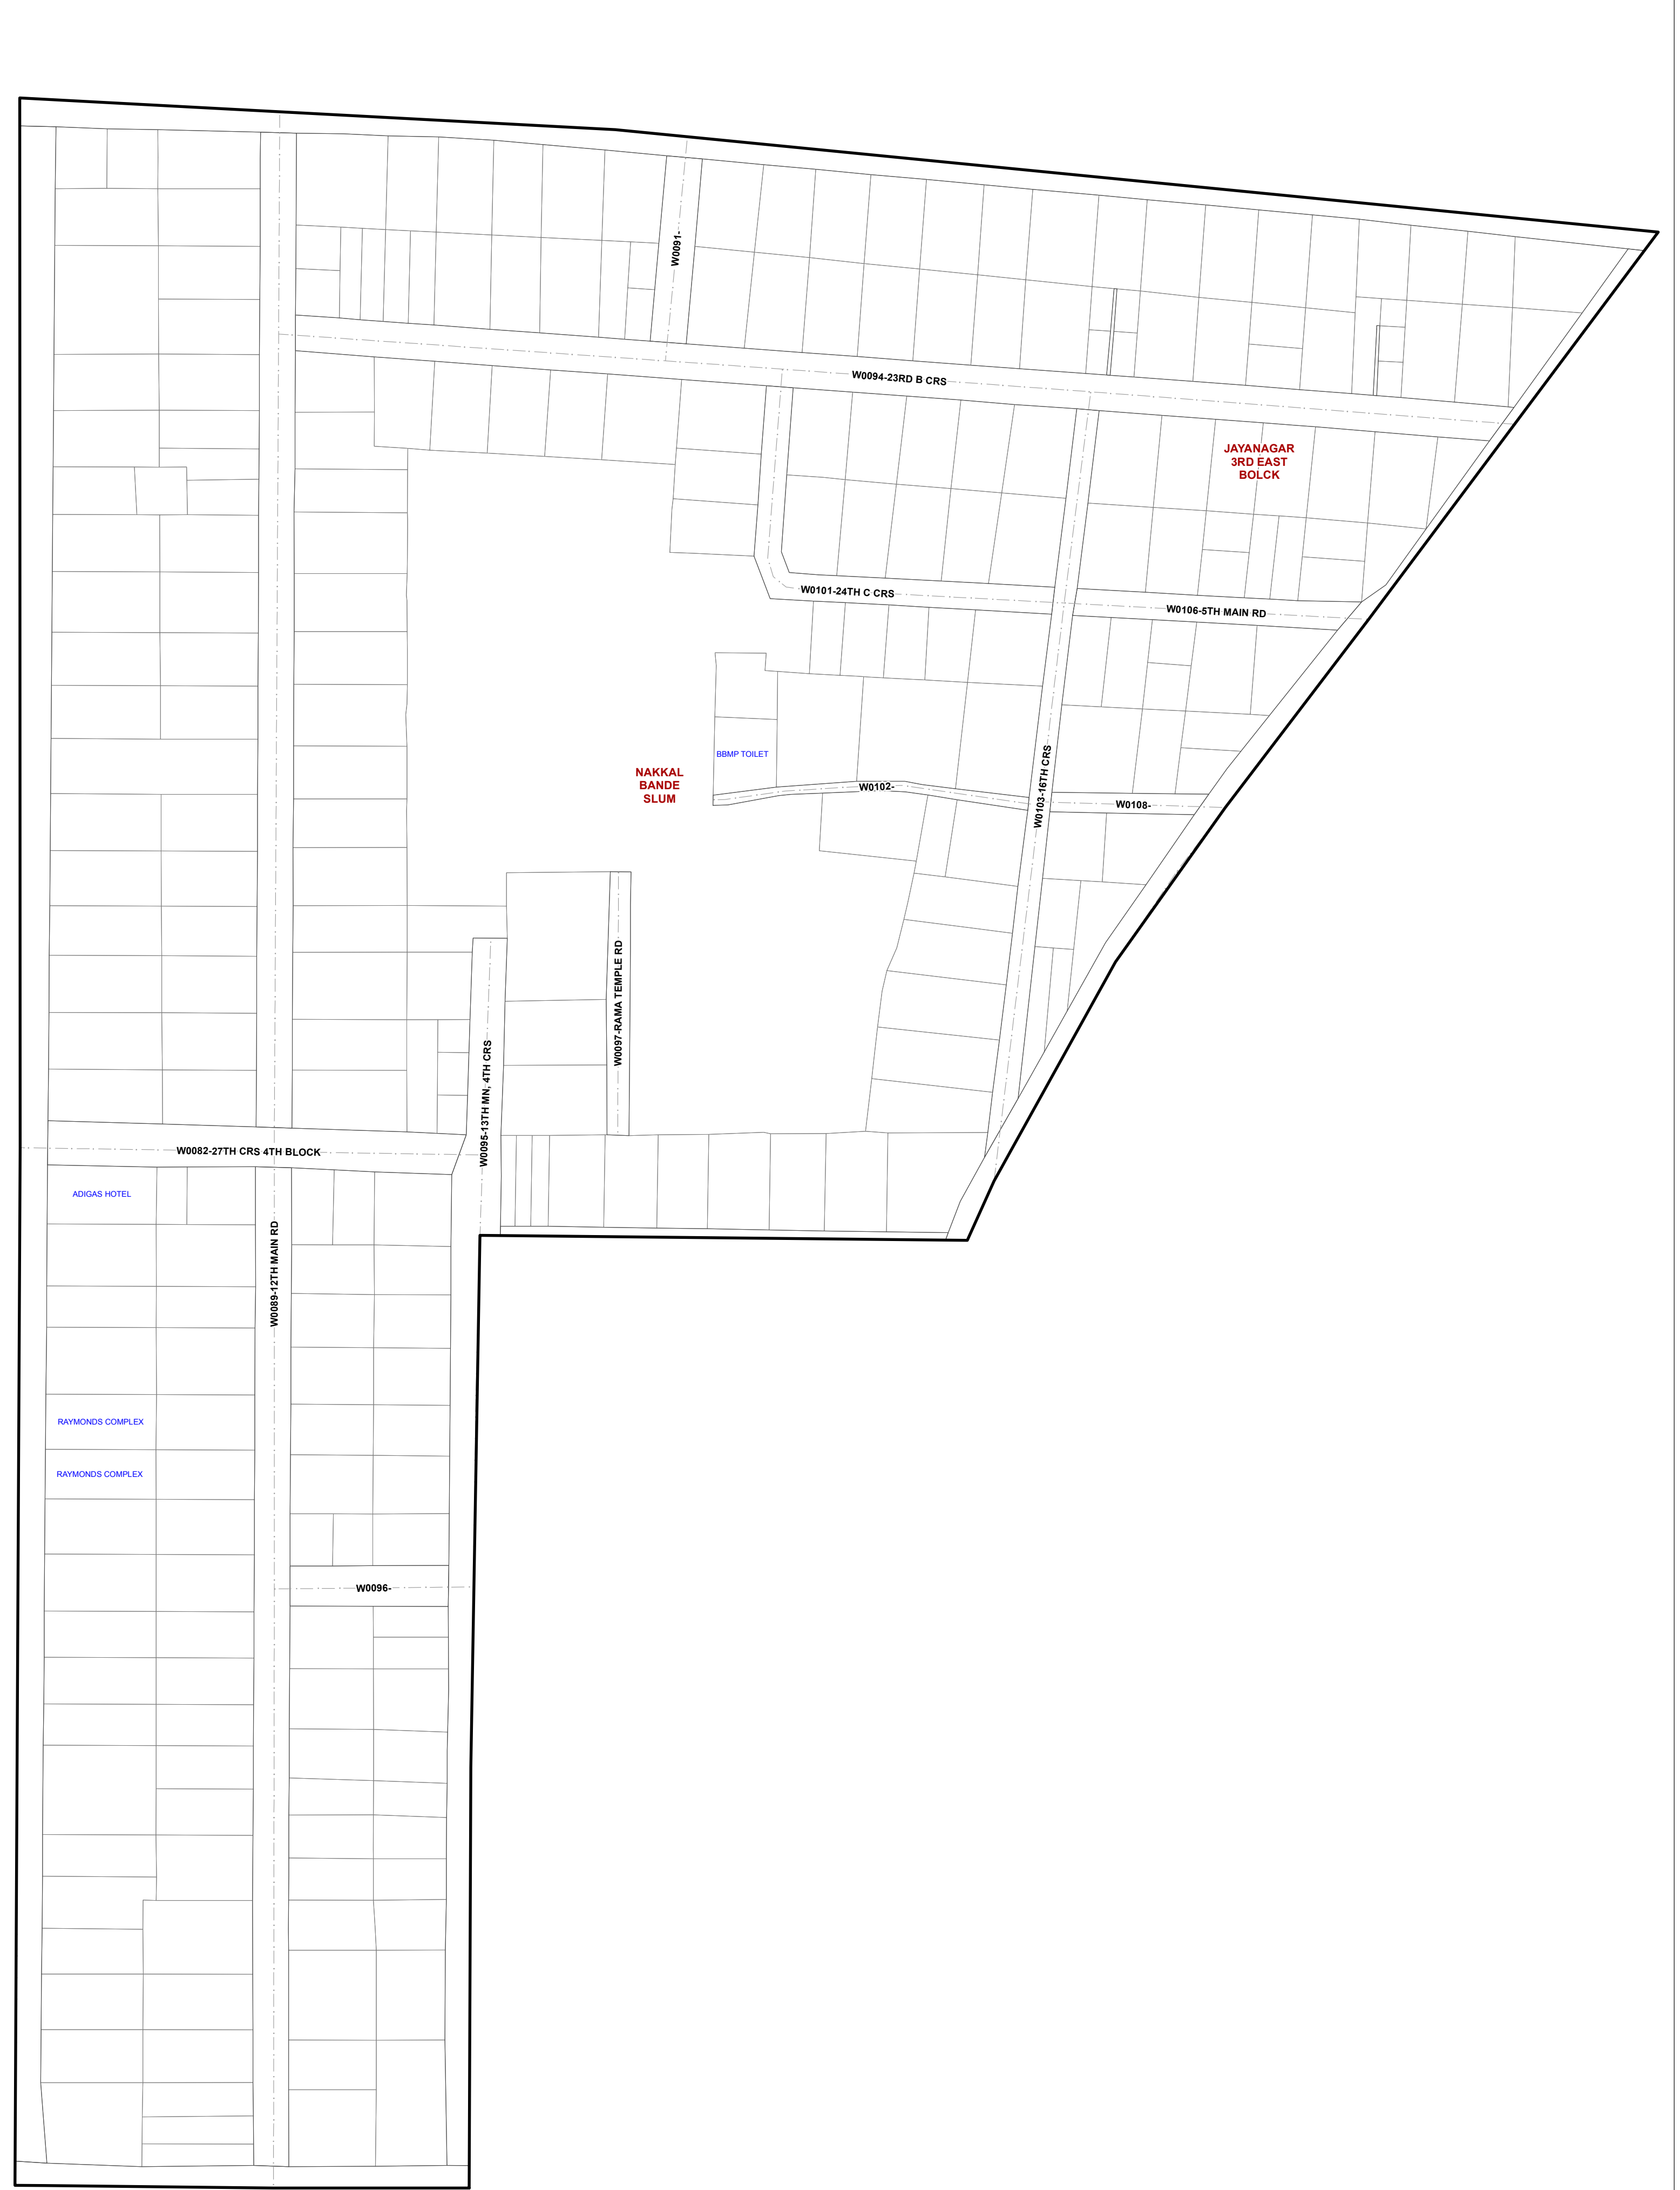 W0091-
W0094-23RD B CRS
JAYANAGAR
3RD EAST
BOLCK
W0101-24TH C CRS
W0106-5TH MAIN RD
BBMP TOILET
NAKKAL
BANDE
SLUM
W0102-
W0103-16TH CRS
W0108-
W0097-RAMA TEMPLE RD
W0095-13TH MN, 4TH CRS
W0082-27TH CRS 4TH BLOCK
ADIGAS HOTEL
W0089-12TH MAIN RD
RAYMONDS COMPLEX
RAYMONDS COMPLEX
W0096-